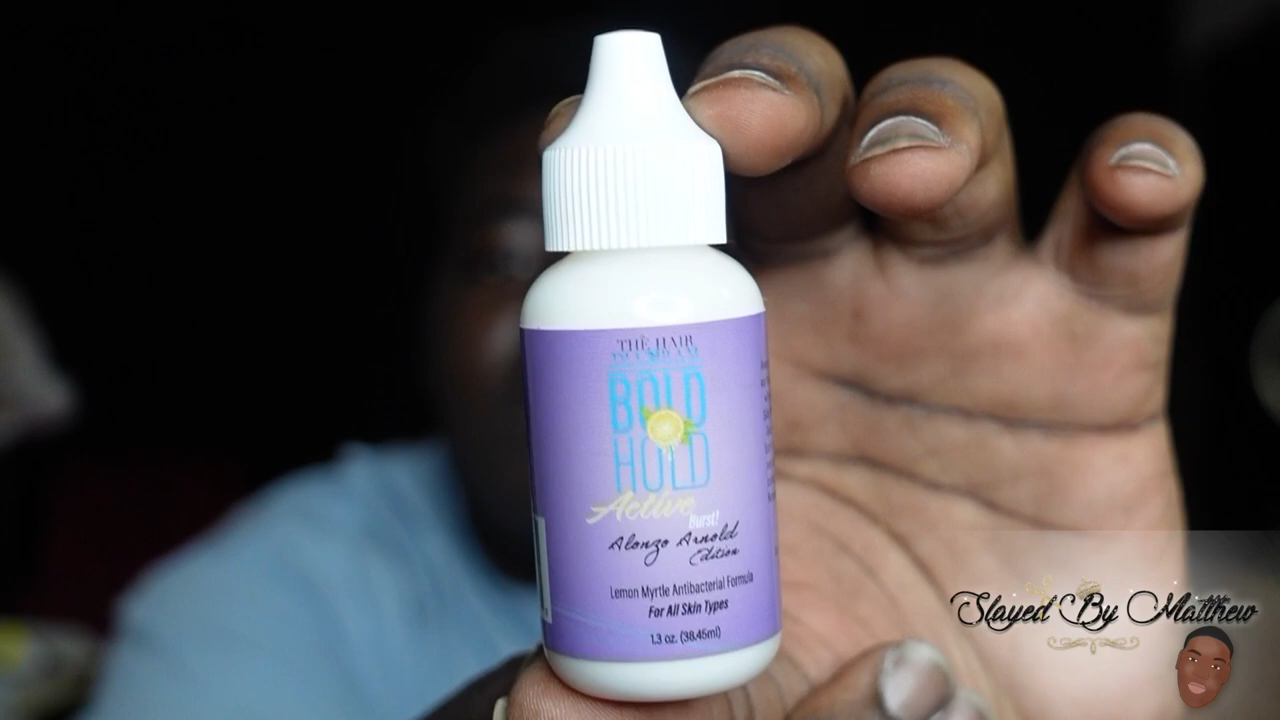 THE HAIR
DIAGRAM
BOLD
HOLD
Active
Burst!
Alonzo Arnold
Edition
Lemon Myrtle Antibacterial Formula
For All Skin Types
1.3 oz. (38.45ml)
Slayed By Matthew